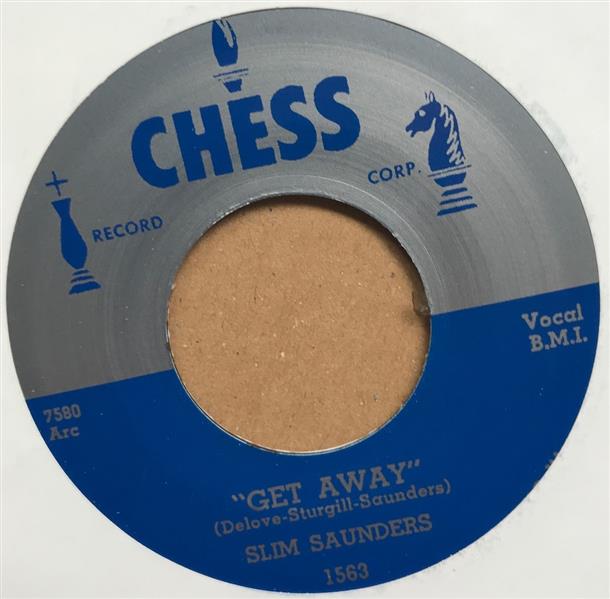 CHESS
RECORD
CORP.
Vocal
B.M.I.
7580
Arc
"GET AWAY"
(Delove-Sturgill-Saunders)
SLIM SAUNDERS
1563